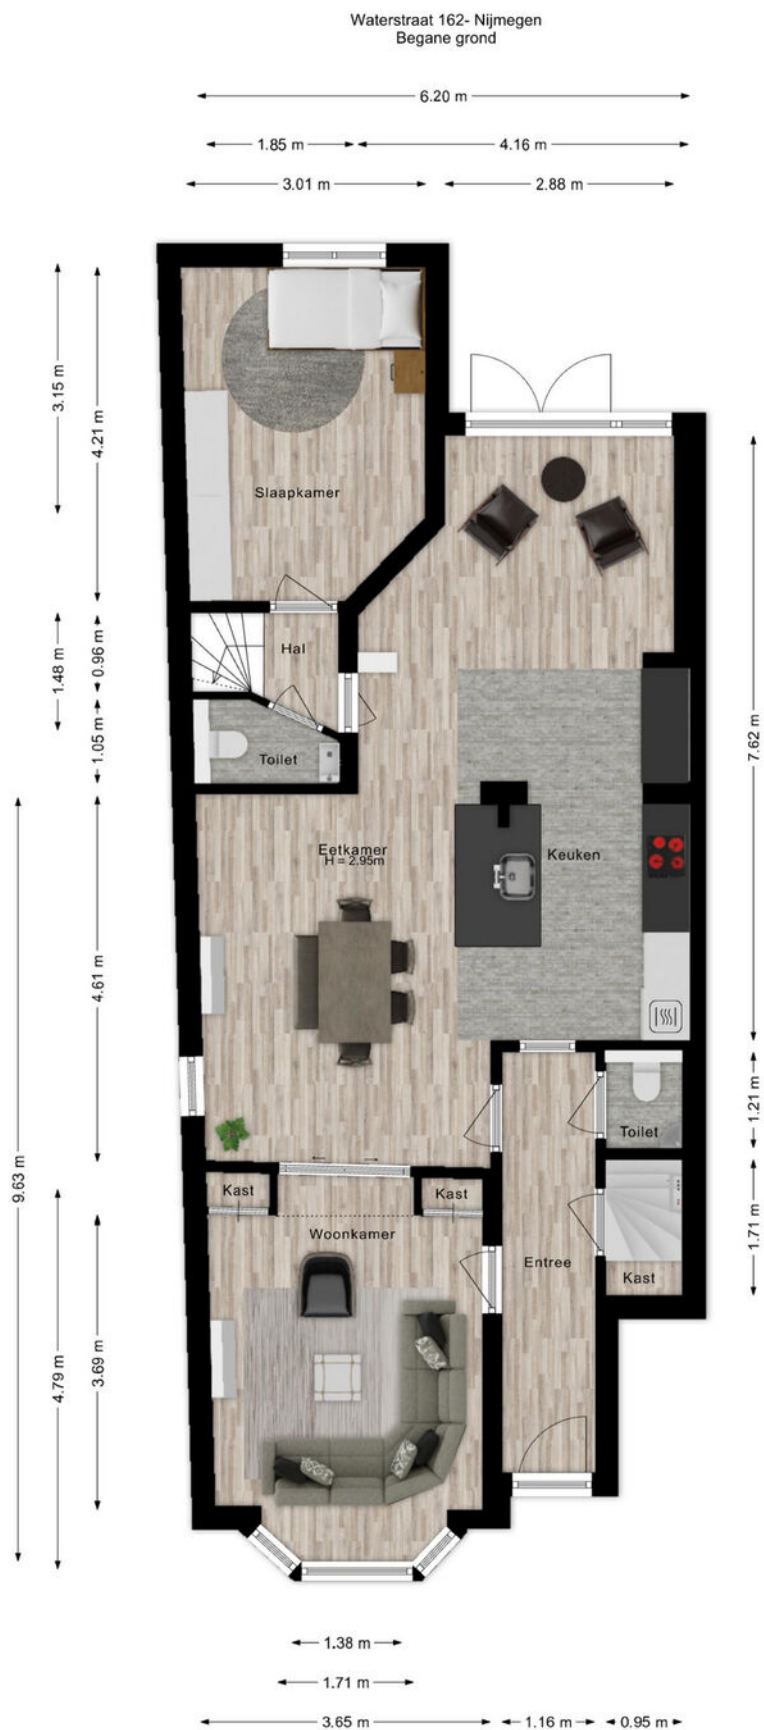 Waterstraat 162- Nijmegen
Begane grond
6.20 m
1.85 m
4.16 m
3.01 m
2.88 m
3.15 m
4.21 m
Slaapkamer
1.48 m
0.96 m
Hal
1.05 m
Toilet
7.62 m
Eetkamer
H = 2.95m
Keuken
4.61 m
9.63 m
Toilet
1.21 m
Kast
Kast
Woonkamer
1.71 m
Entree
Kast
4.79 m
3.69 m
1.38 m
1.71 m
3.65 m
1.16 m
0.95 m